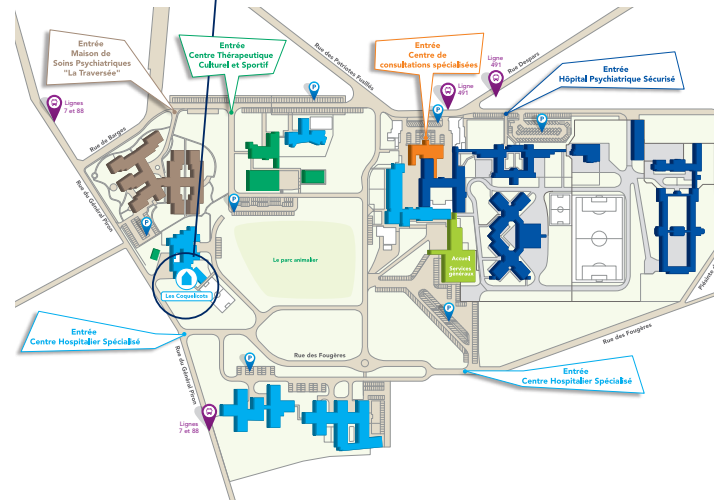 Entrée
Maison de
Soins Psychiatriques
"La Traversée"
Entrée
Centre Thérapeutique
Culturel et Sportif
Rue des Patriotes Fusillés
Entrée
Centre de
consultations spécialisées
Ligne
491
Ligne
491
Rue Despars
Entrée
Hôpital Psychiatrique Sécurisé
Lignes
7 et 88
P
P
P
Rue de Barges
Rue du Général Piron
P
P
Le parc animalier
Accueil
Services
généraux
Les Coquelicots
Piéreinte
P
Entrée
Centre Hospitalier Spécialisé
Rue des Fougères
Rue des Fougères
P
Rue du Général Piron
Entrée
Centre Hospitalier Spécialisé
Lignes
7 et 88